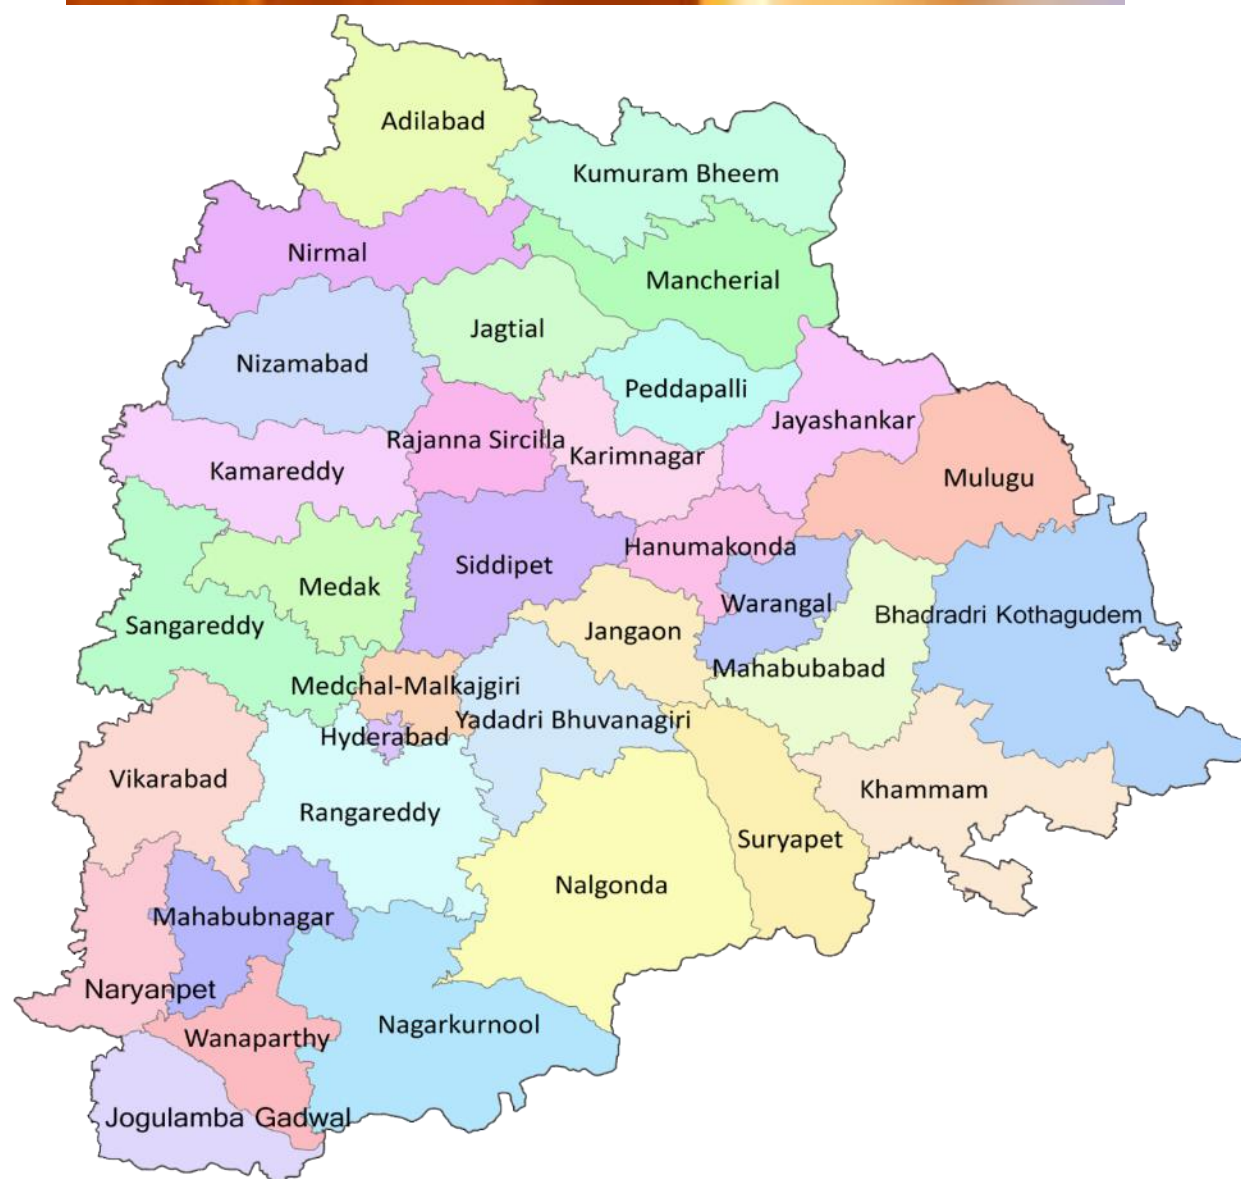 Adilabad
Kumuram Bheem
Nirmal
Mancherial
Jagtial
Nizamabad
Peddapalli
Jayashankar
Rajanna Sircilla
Karimnagar
Kamareddy
Mulugu
Hanumakonda
Siddipet
Medak
Warangal
Bhadradri Kothagudem
Sangareddy
Jangaon
Mahabubabad
Medchal-Malkajgiri
Yadadri Bhuvanagiri
Hyderabad
Vikarabad
Khammam
Rangareddy
Suryapet
Nalgonda
Mahabubnagar
Naryanpet
Nagarkurnool
Wanaparthy
Jogulamba Gadwal